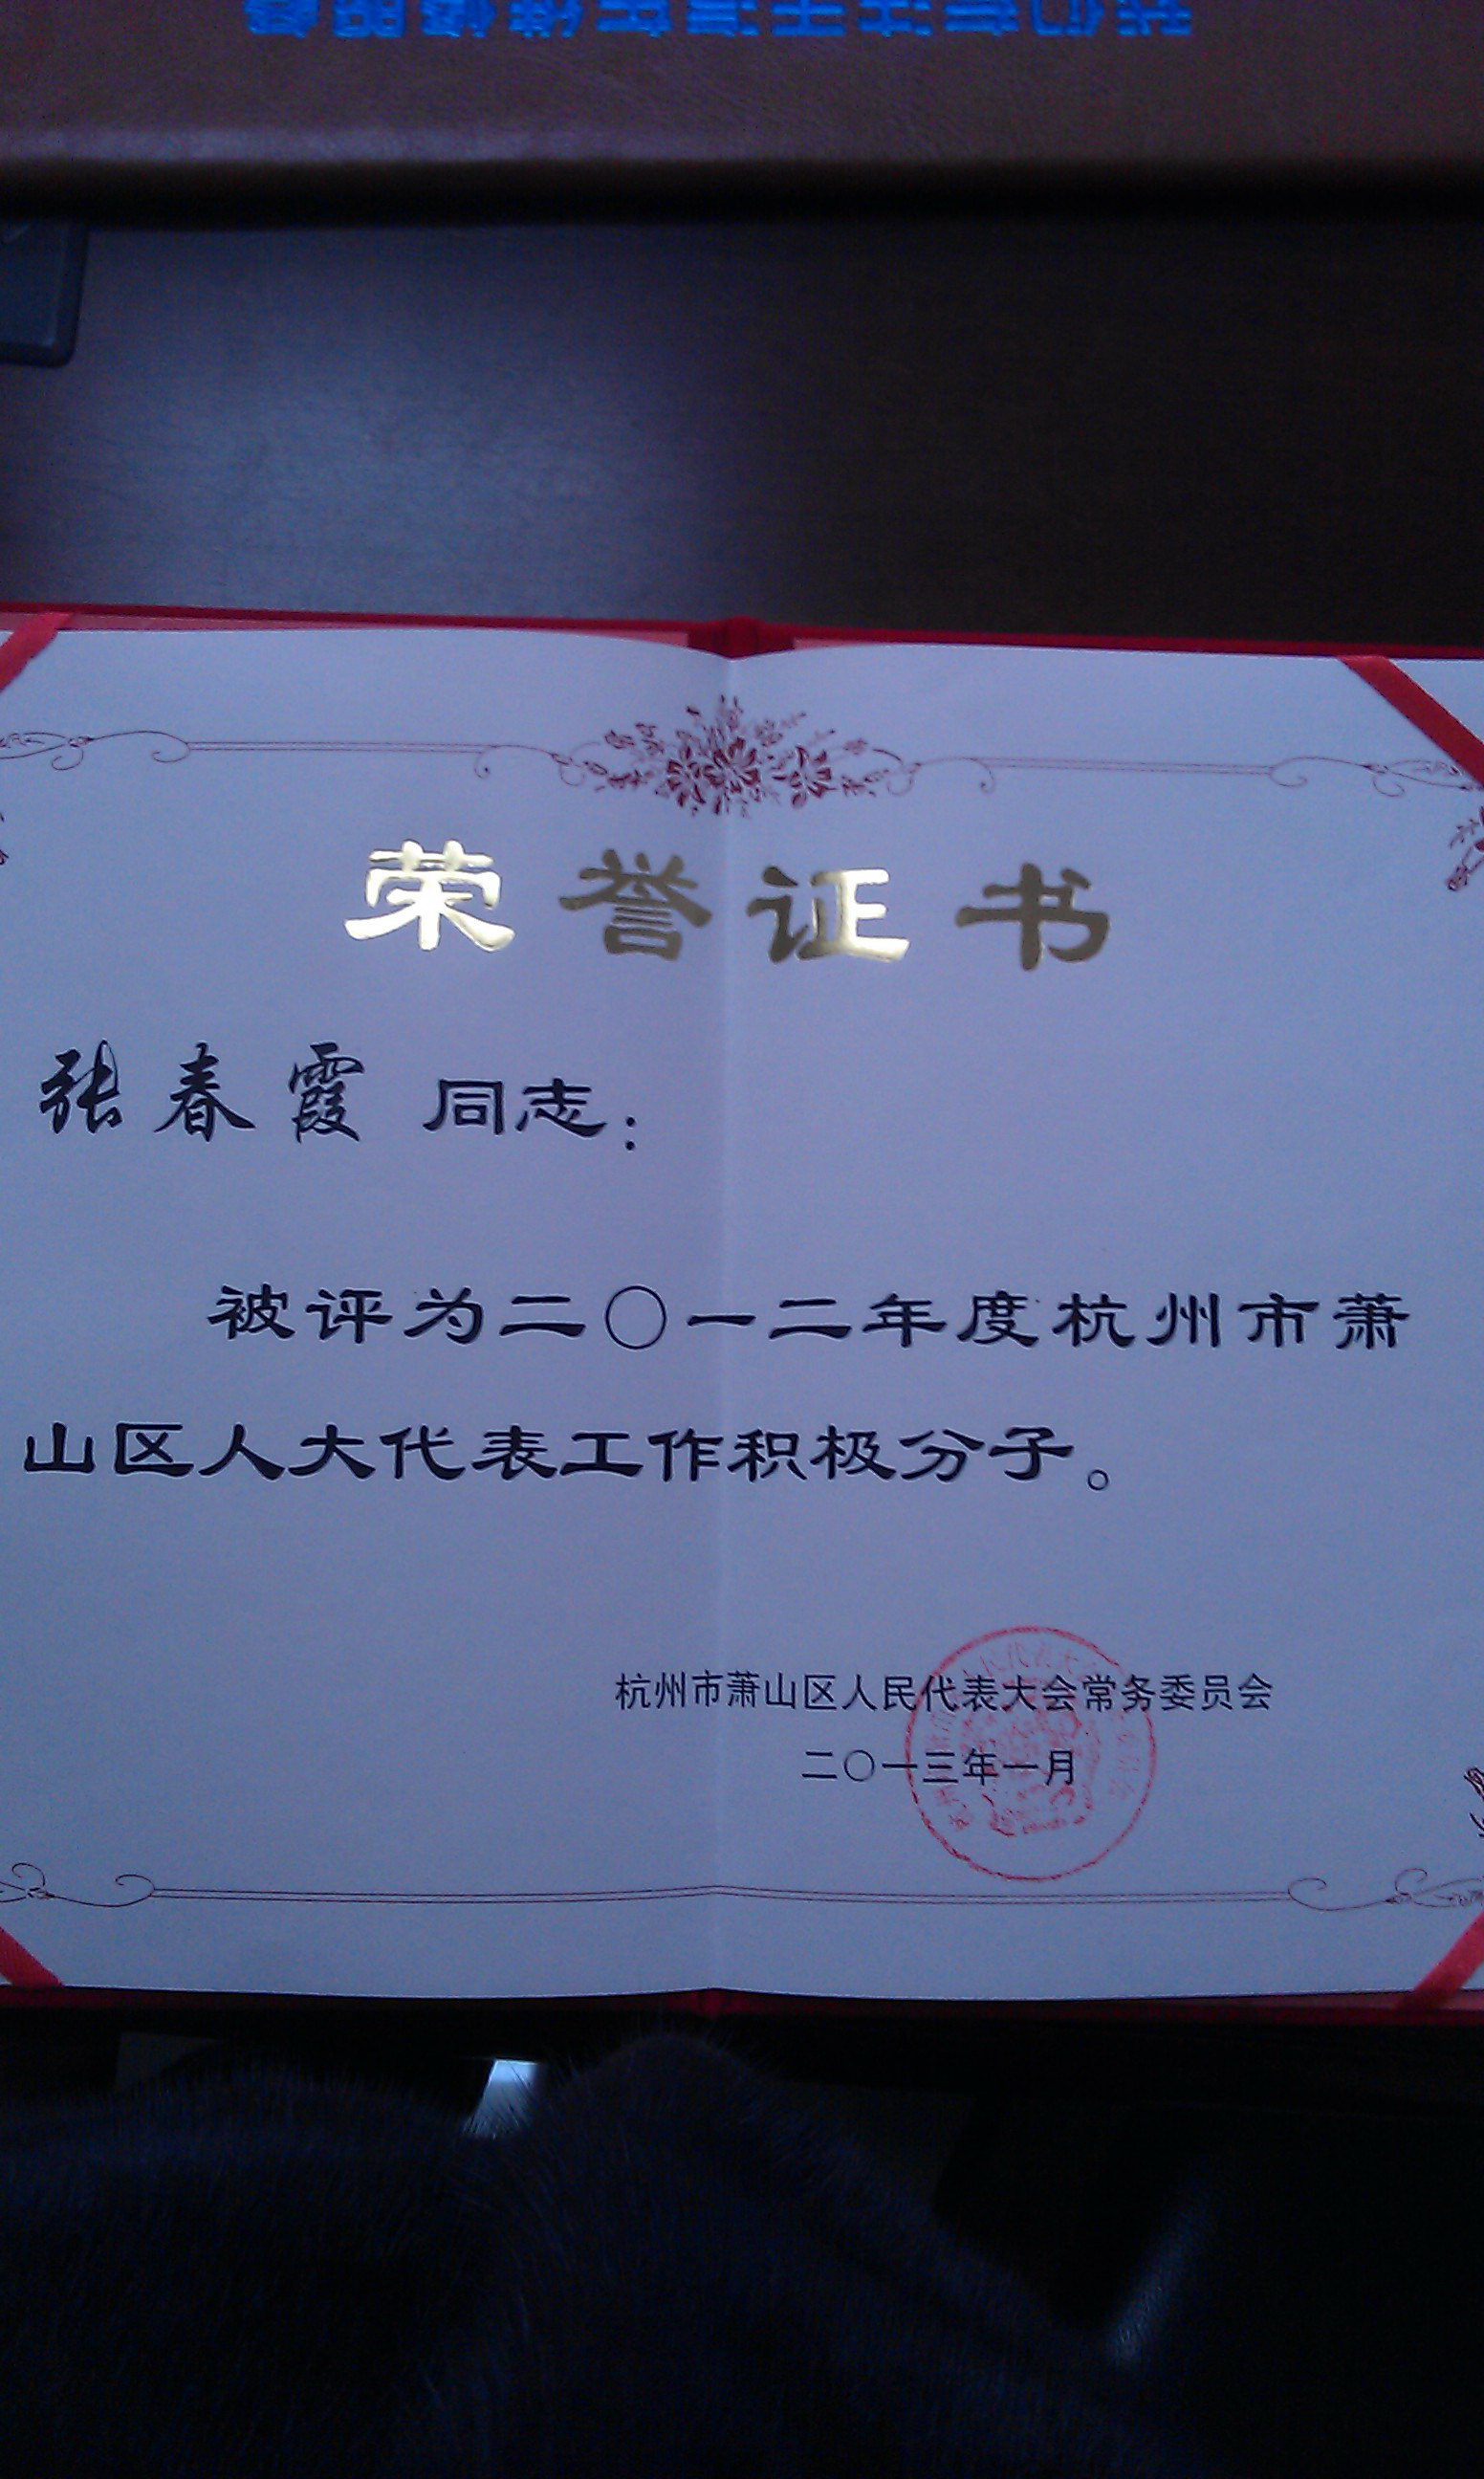 荣誉证书
张春霞 同志：
被评为二〇一二年度杭州市萧
山区人大代表工作积极分子。
杭州市萧山区人民代表大会常务委员会
二〇一三年一月